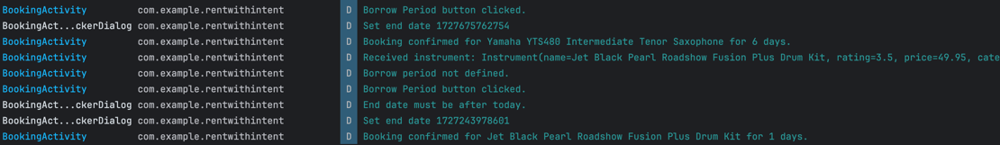 BookingActivity com.example.rentwithintent D Borrow Period button clicked.
BookingAct...ckerDialog com.example.rentwithintent D Set end date 1727675762754
BookingActivity com.example.rentwithintent D Booking confirmed for Yamaha YTS480 Intermediate Tenor Saxophone for 6 days.
BookingActivity com.example.rentwithintent D Received instrument: Instrument(name=Jet Black Pearl Roadshow Fusion Plus Drum Kit, rating=3.5, price=49.95, cate
BookingActivity com.example.rentwithintent D Borrow period not defined.
BookingActivity com.example.rentwithintent D Borrow Period button clicked.
BookingAct...ckerDialog com.example.rentwithintent D End date must be after today.
BookingAct...ckerDialog com.example.rentwithintent D Set end date 1727243978601
BookingActivity com.example.rentwithintent D Booking confirmed for Jet Black Pearl Roadshow Fusion Plus Drum Kit for 1 days.